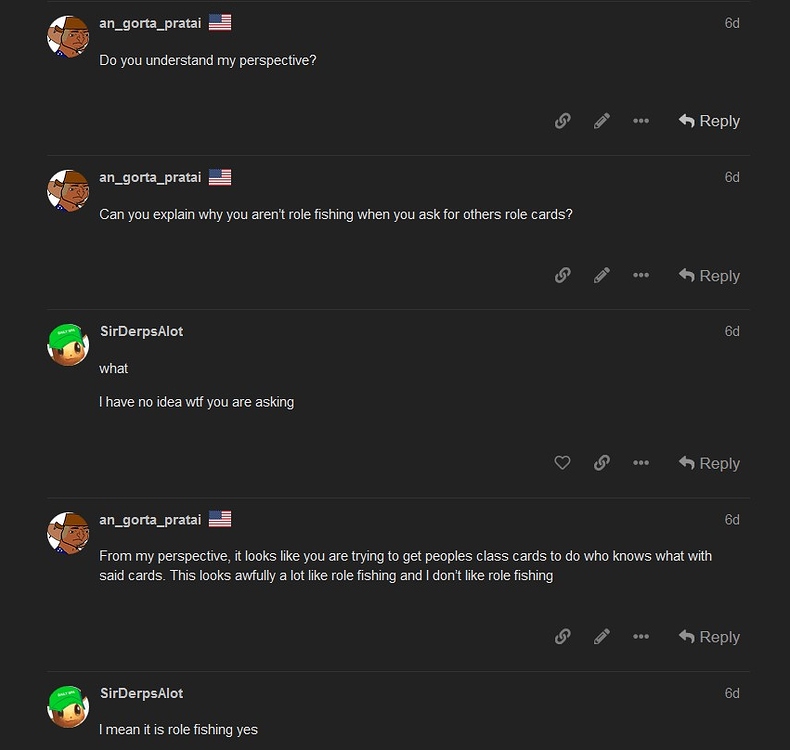 an_gorta_pratai 6d
Do you understand my perspective?
Reply
an_gorta_pratai 6d
Can you explain why you aren't role fishing when you ask for others role cards?
Reply
SirDerpsAlot 6d
what
I have no idea wtf you are asking
Reply
an_gorta_pratai 6d
From my perspective, it looks like you are trying to get peoples class cards to do who knows what with
said cards. This looks awfully a lot like role fishing and I don't like role fishing
Reply
SirDerpsAlot 6d
I mean it is role fishing yes